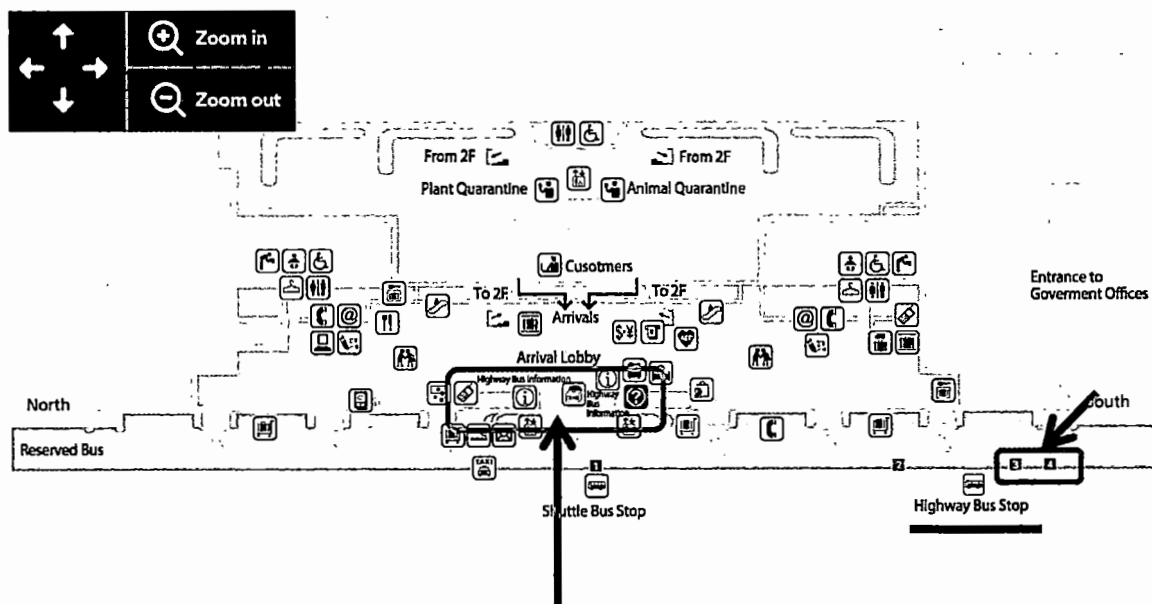 Zoom in
Zoom out
From 2F
From 2F
Plant Quarantine
Animal Quarantine
Cusotmers
To 2F
To 2F
Arrivals
$·¥
Entrance to
Goverment Offices
Arrival Lobby
Highway Bus Information
Highway
Bus
Information
North
South
Reserved Bus
TAXI
1
2
3
4
Shuttle Bus Stop
Highway Bus Stop